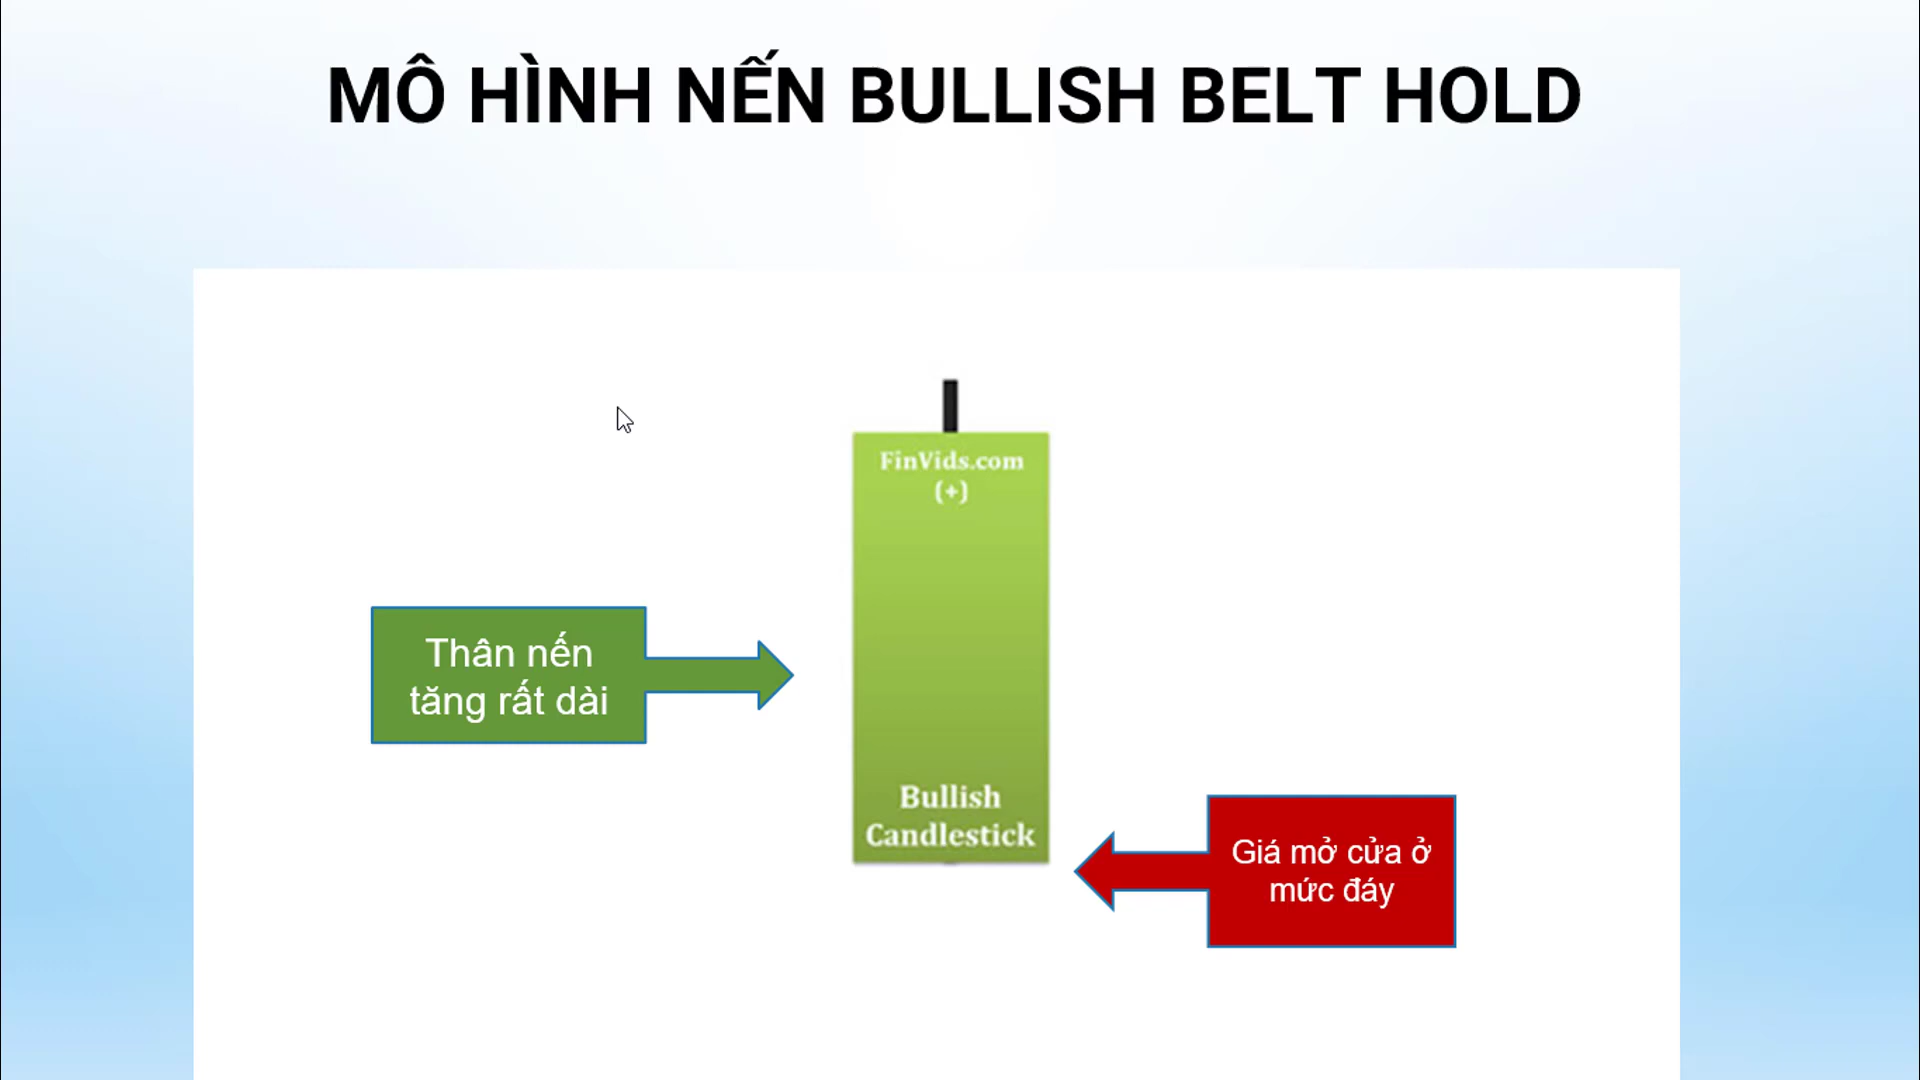 MÔ HÌNH NẾN BULLISH BELT HOLD
FinVids.com
(+)
Thân nến
tăng rất dài
Bullish
Candlestick
Giá mở cửa ở
mức đáy